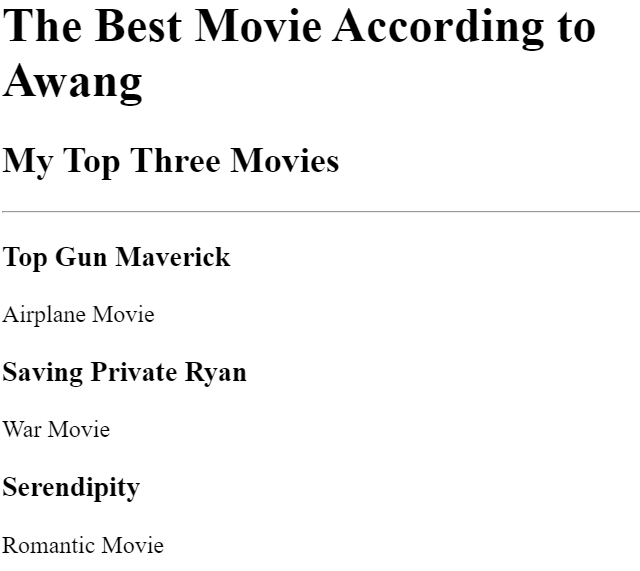 The Best Movie According to
Awang
My Top Three Movies
Top Gun Maverick
Airplane Movie
Saving Private Ryan
War Movie
Serendipity
Romantic Movie